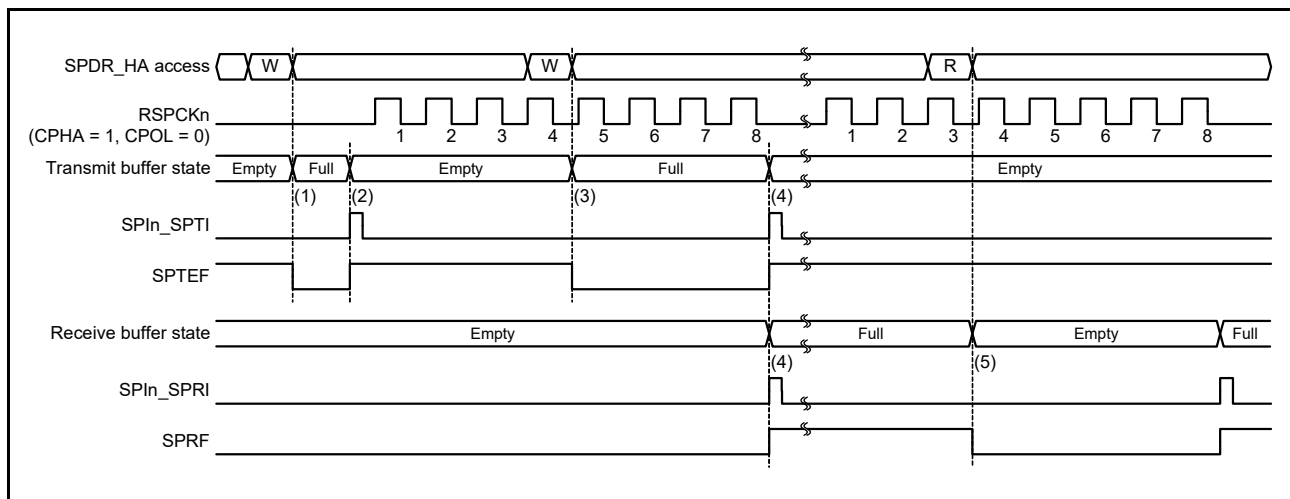 SPDR_HA access W W R
RSPCKn
(CPHA = 1, CPOL = 0)
1 2 3 4 5 6 7 8 1 2 3 4 5 6 7 8
Transmit buffer state Empty Full Empty Full Empty
(1) (2) (3) (4)
SPIn_SPTI
SPTEF
Receive buffer state Empty Full Empty Full
(4) (5)
SPIn_SPRI
SPRF